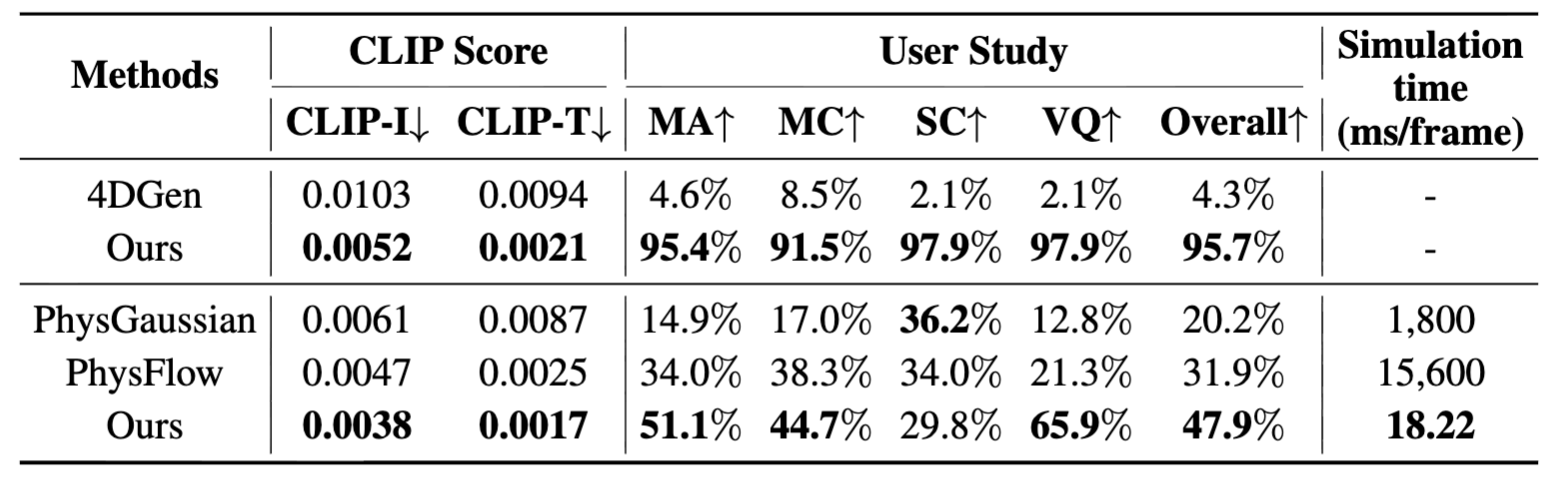 Methods CLIP Score User Study Simulation time (ms/frame)
CLIP-I↓ CLIP-T↓ MA↑ MC↑ SC↑ VQ↑ Overall↑
4DGen 0.0103 0.0094 4.6% 8.5% 2.1% 2.1% 4.3% -
Ours 0.0052 0.0021 95.4% 91.5% 97.9% 97.9% 95.7% -
PhysGaussian 0.0061 0.0087 14.9% 17.0% 36.2% 12.8% 20.2% 1,800
PhysFlow 0.0047 0.0025 34.0% 38.3% 34.0% 21.3% 31.9% 15,600
Ours 0.0038 0.0017 51.1% 44.7% 29.8% 65.9% 47.9% 18.22